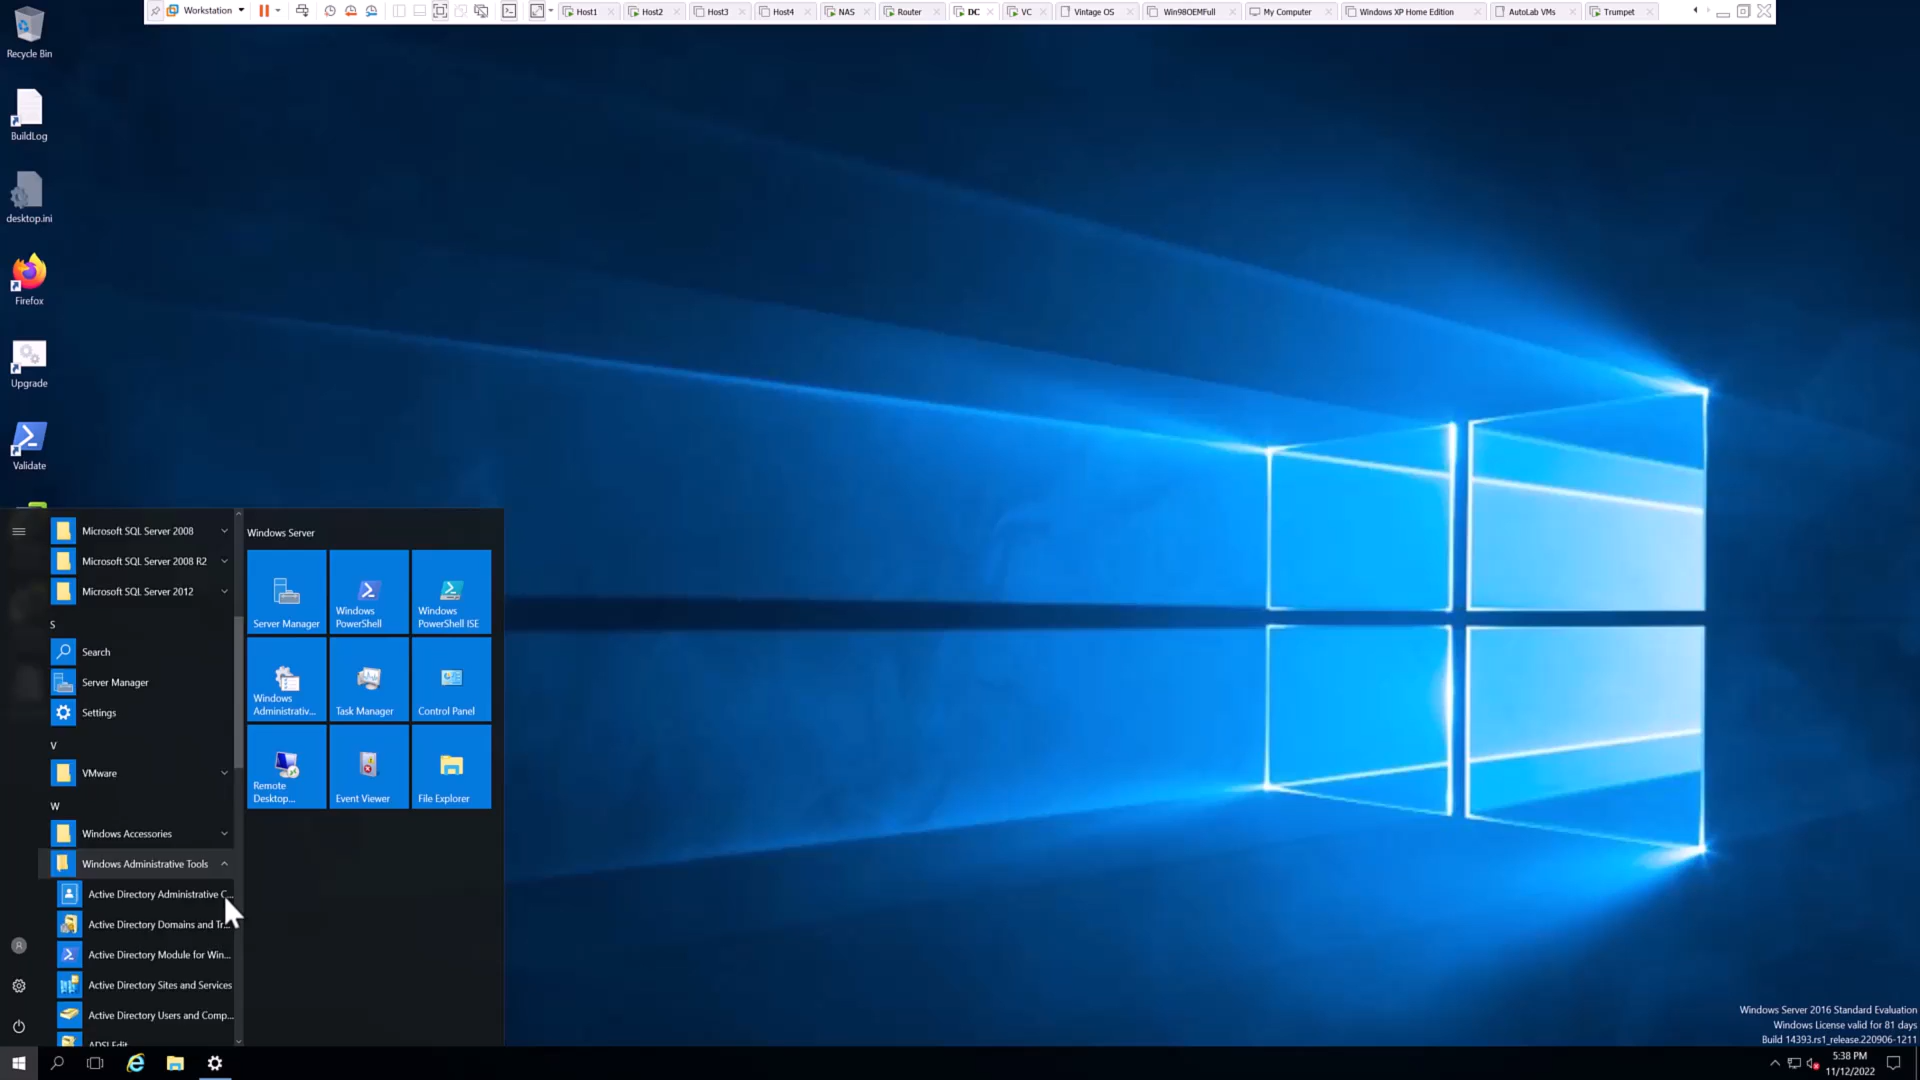 Workstation
Host1
Host2
Host3
Host4
NAS
Router
DC
VC
Vintage OS
Win98OEMFull
My Computer
Windows XP Home Edition
AutoLab VMs
Trumpet
Recycle Bin
BuildLog
desktop.ini
Firefox
Upgrade
Validate
Microsoft SQL Server 2008
Microsoft SQL Server 2008 R2
Microsoft SQL Server 2012
S
Search
Server Manager
Settings
V
VMware
W
Windows Accessories
Windows Administrative Tools
Active Directory Administrative C...
Active Directory Domains and Tr...
Active Directory Module for Win...
Active Directory Sites and Services
Active Directory Users and Comp...
ADSI Edit
Windows Server
Server Manager
Windows
PowerShell
Windows
PowerShell ISE
Windows
Administrativ...
Task Manager
Control Panel
Remote
Desktop...
Event Viewer
File Explorer
Windows Server 2016 Standard Evaluation
Windows License valid for 81 days
Build 14393.rs1_release.220906-1211
5:38 PM
11/12/2022